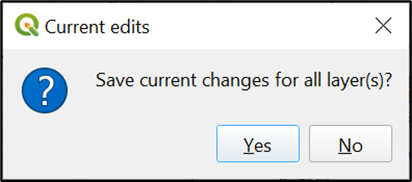 Current edits
Save current changes for all layer(s)?
Yes No